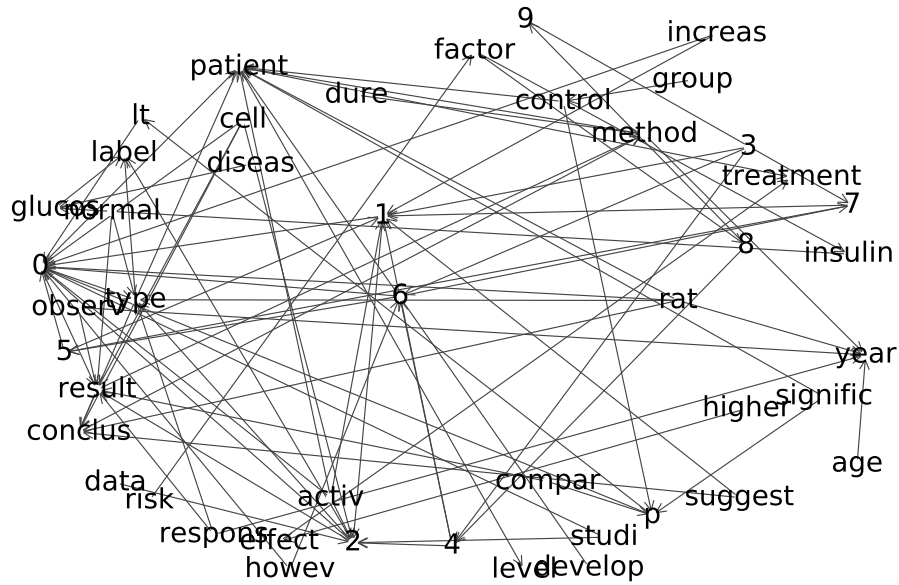 9
increas
factor
patient
group
dure
control
lt
cell
method
label
3
diseas
treatment
glucos
normal
1
7
8
insulin
0
6
observ
type
rat
5
year
result
signific
higher
conclus
age
data
compar
risk
activ
suggest
p
respons
effect
2
4
studi
howev
level
develop